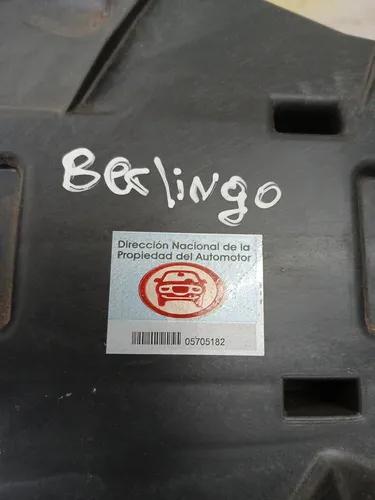 Berlingo
Dirección Nacional de la
Propiedad del Automotor
05705182